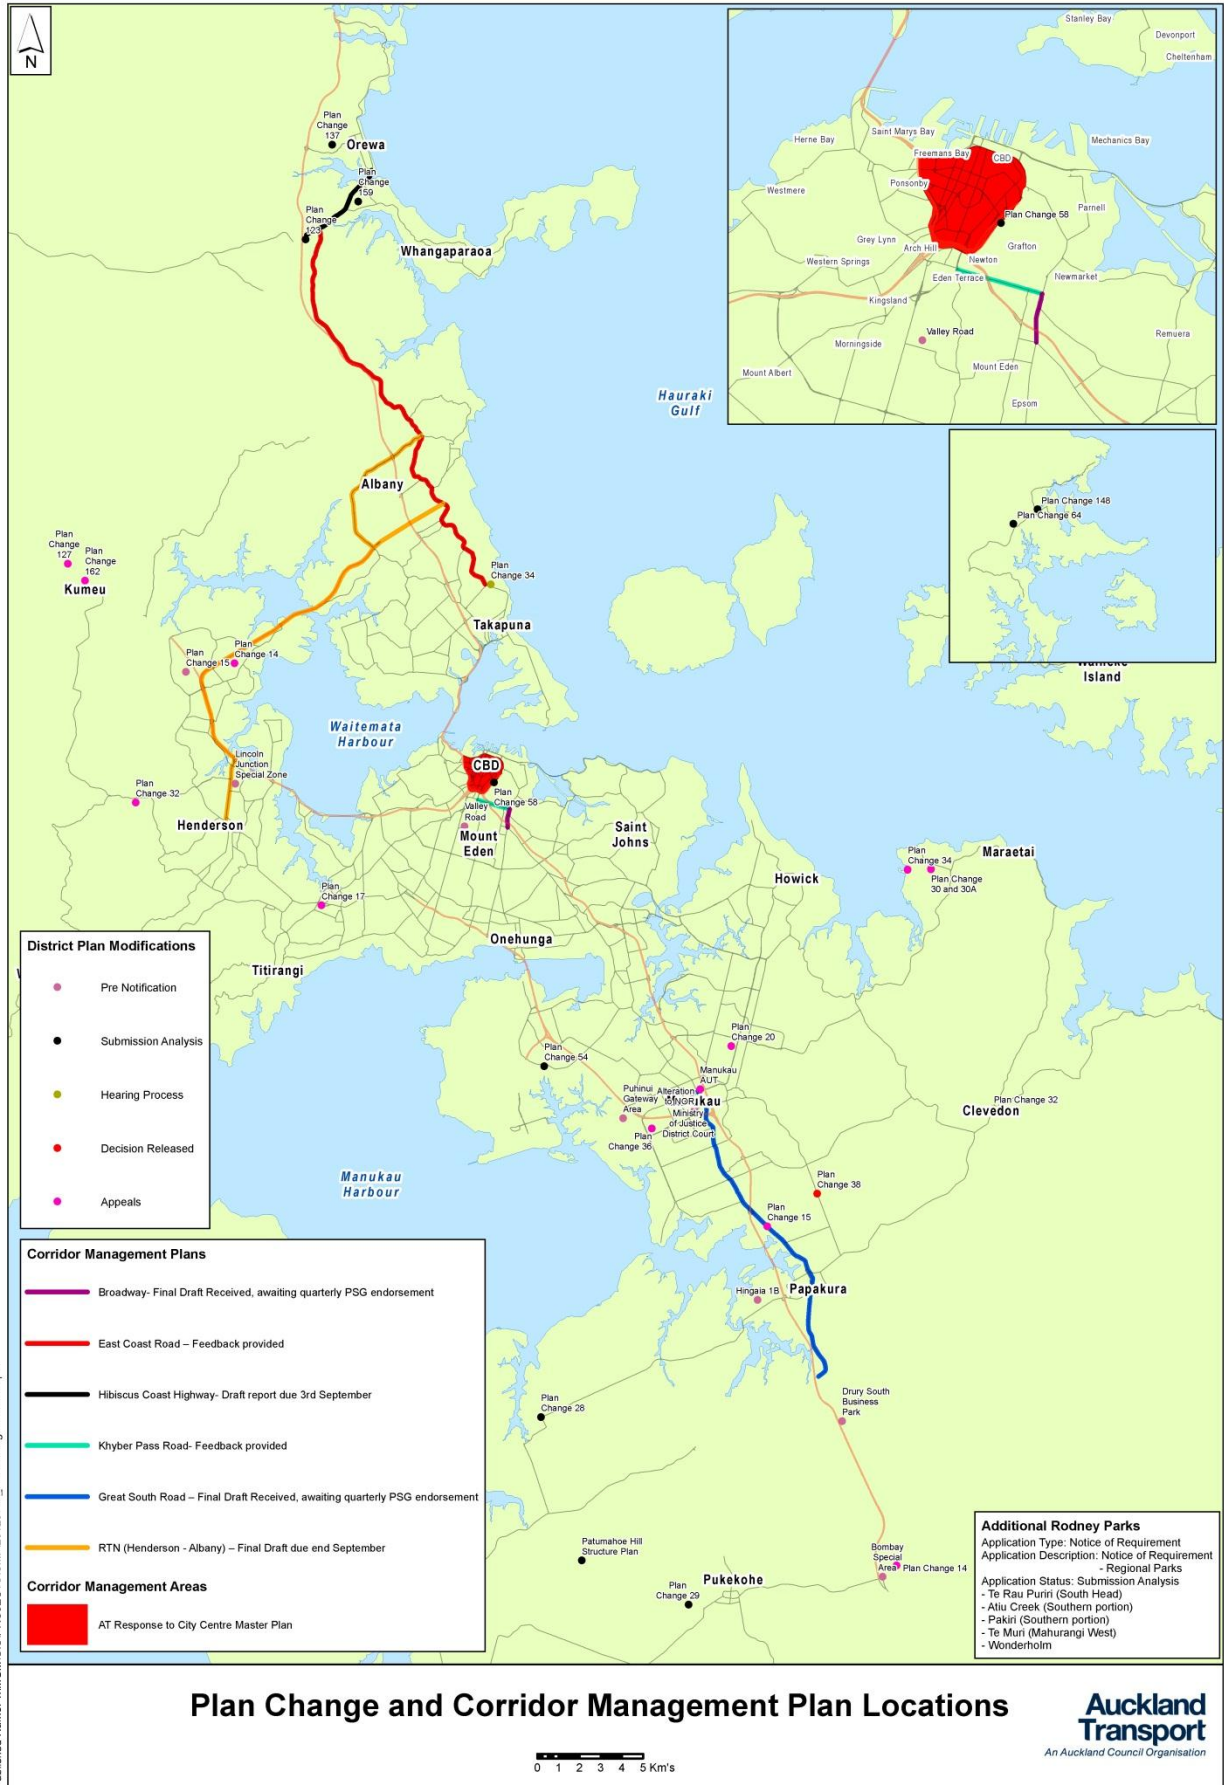 N
Plan
Change
137
Orewa
Plan
Change
159
Plan
Change
123
Whangaparaoa
Hauraki
Gulf
Albany
Plan
Change
127
Plan
Change
162
Kumeu
Plan
Change 34
Takapuna
Plan
Change 15
Plan
Change 14
Waitemata
Harbour
Lincoln
Junction
Special Zone
Plan
Change 32
Henderson
CBD
Plan
Change 58
Valley
Road
Mount
Eden
Saint
Johns
Howick
Plan
Change 34
Plan Change
30 and 30A
Maraetai
Plan
Change 17
Onehunga
Titirangi
Stanley Bay
Devonport
Cheltenham
Herne Bay
Saint Marys Bay
Mechanics Bay
Freemans Bay
CBD
Westmere
Ponsonby
Parnell
Plan Change 58
Grey Lynn
Arch Hill
Grafton
Western Springs
Newton
Eden Terrace
Newmarket
Kingsland
Valley Road
Remuera
Morningside
Mount Albert
Mount Eden
Epsom
Plan Change 148
Plan Change 64
Island
District Plan Modifications
Pre Notification
Submission Analysis
Hearing Process
Decision Released
Appeals
Plan
Change 20
Plan
Change 54
Manukau
AUT
Puhinui
Gateway
Area
Alteration
to NOR
Ministry
of Justice
District Court
Plan
Change 36
Plan Change 32
Clevedon
Manukau
Harbour
Plan
Change 38
Plan
Change 15
Hingaia 1B
Papakura
Plan
Change 28
Drury South
Business
Park
Patumahoe Hill
Structure Plan
Bombay
Special
Area
Plan Change 14
Plan
Change 29
Pukekohe
Corridor Management Plans
Broadway- Final Draft Received, awaiting quarterly PSG endorsement
East Coast Road – Feedback provided
Hibiscus Coast Highway- Draft report due 3rd September
Khyber Pass Road- Feedback provided
Great South Road – Final Draft Received, awaiting quarterly PSG endorsement
RTN (Henderson - Albany) – Final Draft due end September
Corridor Management Areas
AT Response to City Centre Master Plan
Additional Rodney Parks
Application Type: Notice of Requirement
Application Description: Notice of Requirement
- Regional Parks
Application Status: Submission Analysis
- Te Rau Puriri (South Head)
- Atiu Creek (Southern portion)
- Pakiri (Southern portion)
- Te Muri (Mahurangi West)
- Wonderholm
Plan Change and Corridor Management Plan Locations
0 1 2 3 4 5 Km's
Auckland
Transport
An Auckland Council Organisation